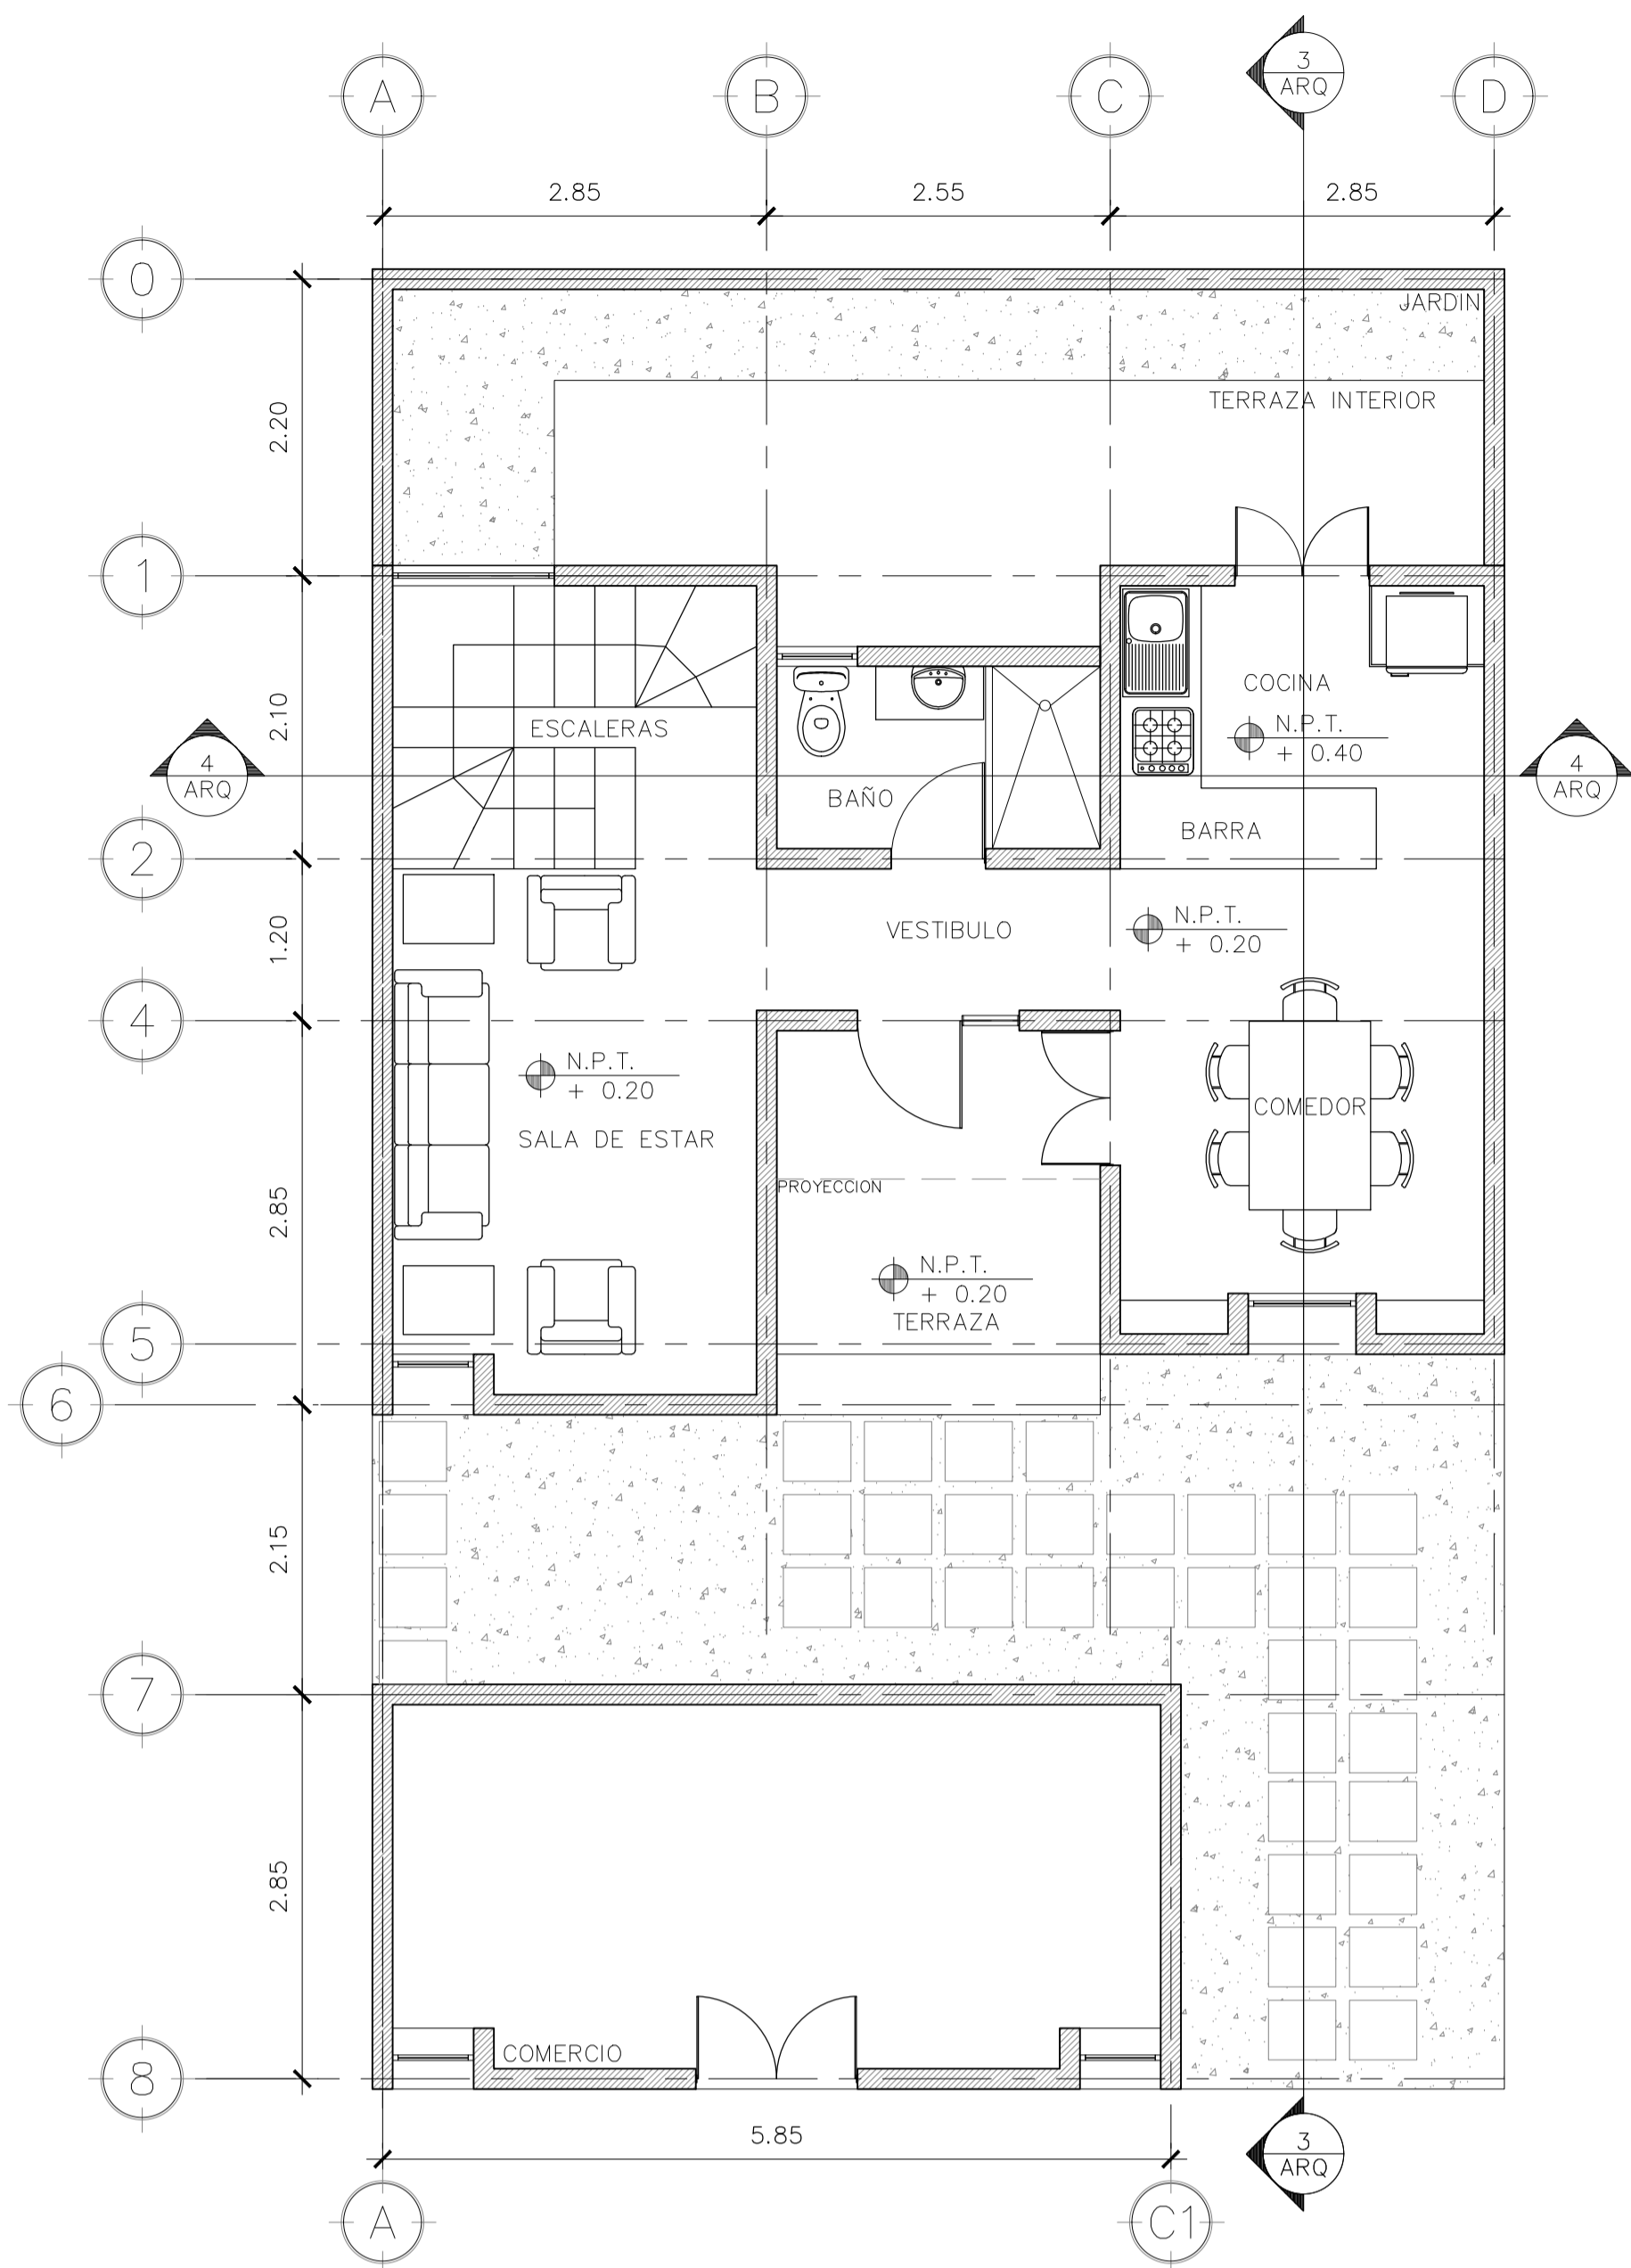 A B C D
3
ARQ
2.85 2.55 2.85
0
JARDIN
TERRAZA INTERIOR
2.20
1
COCINA
N.P.T.
+ 0.40
2.10
ESCALERAS
4
ARQ
4
ARQ
BAÑO
BARRA
2
N.P.T.
+ 0.20
VESTIBULO
1.20
4
N.P.T.
+ 0.20
COMEDOR
SALA DE ESTAR
PROYECCION
2.85
N.P.T.
+ 0.20
TERRAZA
5
6
2.15
7
2.85
COMERCIO
8
5.85
3
ARQ
A C1